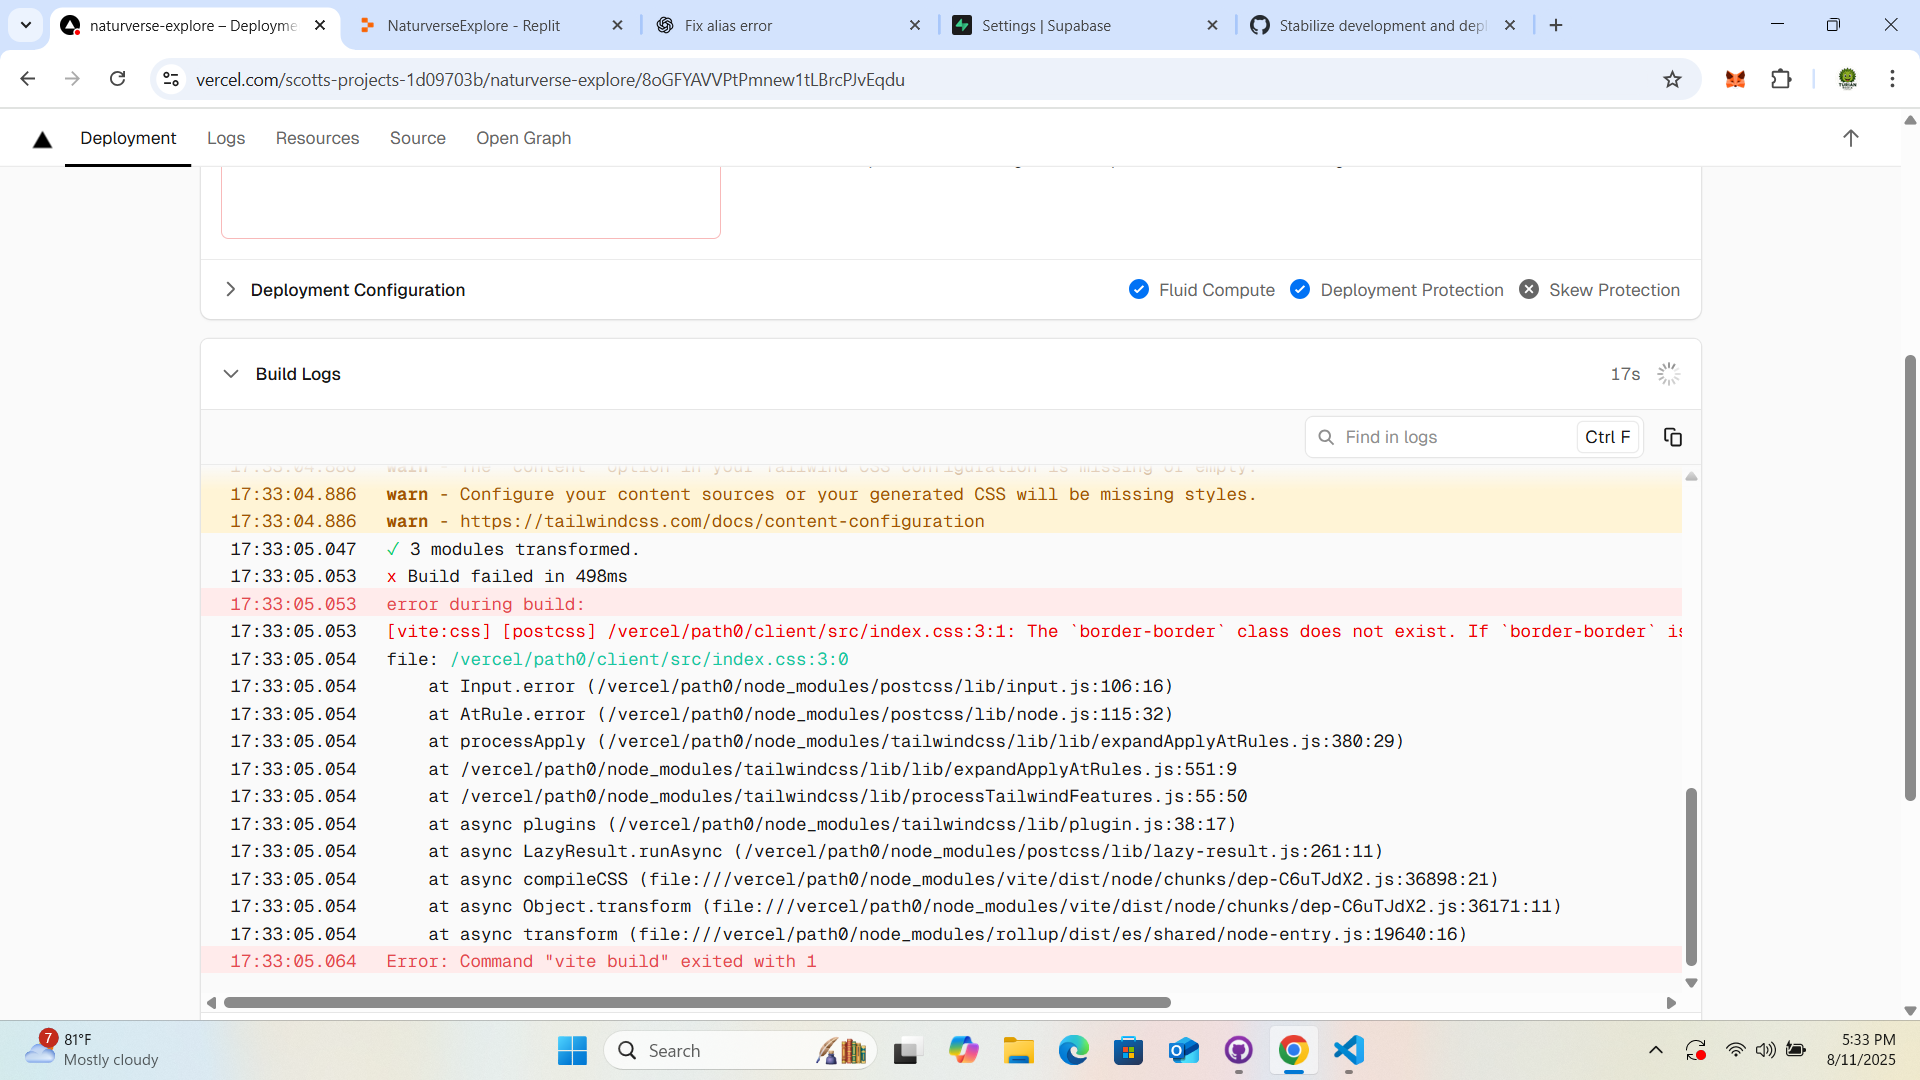 naturverse-explore – Deployme
NaturverseExplore - Replit
Fix alias error
Settings | Supabase
Stabilize development and depl
vercel.com/scotts-projects-1d09703b/naturverse-explore/8oGFYAVVPtPmnew1tLBrcPJvEqdu
Deployment
Logs
Resources
Source
Open Graph
Deployment Configuration
Fluid Compute
Deployment Protection
Skew Protection
Build Logs
17s
Find in logs
Ctrl F
warn - The `content` option in your Tailwind CSS configuration is missing or empty.
17:33:04.886 warn - Configure your content sources or your generated CSS will be missing styles.
17:33:04.886 warn - https://tailwindcss.com/docs/content-configuration
17:33:05.047 ✓ 3 modules transformed.
17:33:05.053 x Build failed in 498ms
17:33:05.053 error during build:
17:33:05.053 [vite:css] [postcss] /vercel/path0/client/src/index.css:3:1: The `border-border` class does not exist. If `border-border` is
17:33:05.054 file: /vercel/path0/client/src/index.css:3:0
17:33:05.054 at Input.error (/vercel/path0/node_modules/postcss/lib/input.js:106:16)
17:33:05.054 at AtRule.error (/vercel/path0/node_modules/postcss/lib/node.js:115:32)
17:33:05.054 at processApply (/vercel/path0/node_modules/tailwindcss/lib/lib/expandApplyAtRules.js:380:29)
17:33:05.054 at /vercel/path0/node_modules/tailwindcss/lib/lib/expandApplyAtRules.js:551:9
17:33:05.054 at /vercel/path0/node_modules/tailwindcss/lib/processTailwindFeatures.js:55:50
17:33:05.054 at async plugins (/vercel/path0/node_modules/tailwindcss/lib/plugin.js:38:17)
17:33:05.054 at async LazyResult.runAsync (/vercel/path0/node_modules/postcss/lib/lazy-result.js:261:11)
17:33:05.054 at async compileCSS (file:///vercel/path0/node_modules/vite/dist/node/chunks/dep-C6uTJdX2.js:36898:21)
17:33:05.054 at async Object.transform (file:///vercel/path0/node_modules/vite/dist/node/chunks/dep-C6uTJdX2.js:36171:11)
17:33:05.054 at async transform (file:///vercel/path0/node_modules/rollup/dist/es/shared/node-entry.js:19640:16)
17:33:05.064 Error: Command "vite build" exited with 1
7
81°F
Mostly cloudy
Search
5:33 PM
8/11/2025